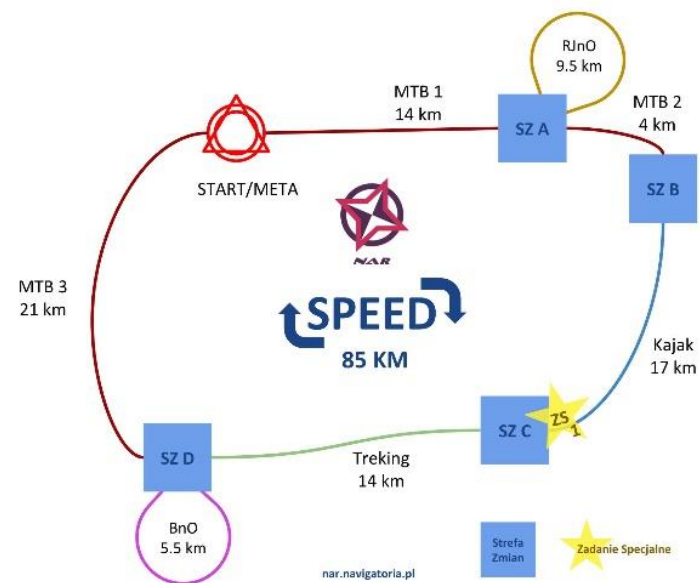 RJnO
9.5 km
MTB 1
14 km
MTB 2
4 km
SZ A
START/META
SZ B
NAR
MTB 3
21 km
SPEED
85 KM
Kajak
17 km
SZ C
ZS 1
SZ D
Treking
14 km
BnO
5.5 km
Strefa
Zmian
Zadanie Specjalne
nar.navigatoria.pl